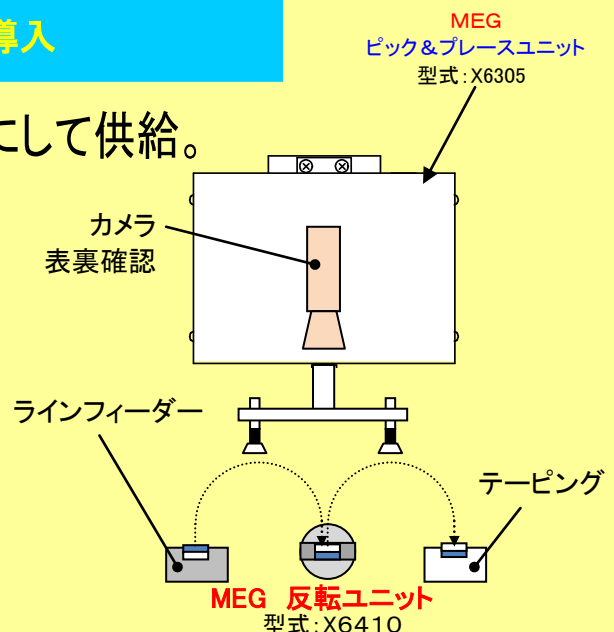 導入
MEG
ピック＆プレースユニット
型式：X6305
にして供給。
カメラ
表裏確認
ラインフィーダー
テーピング
MEG 反転ユニット
型式：X6410